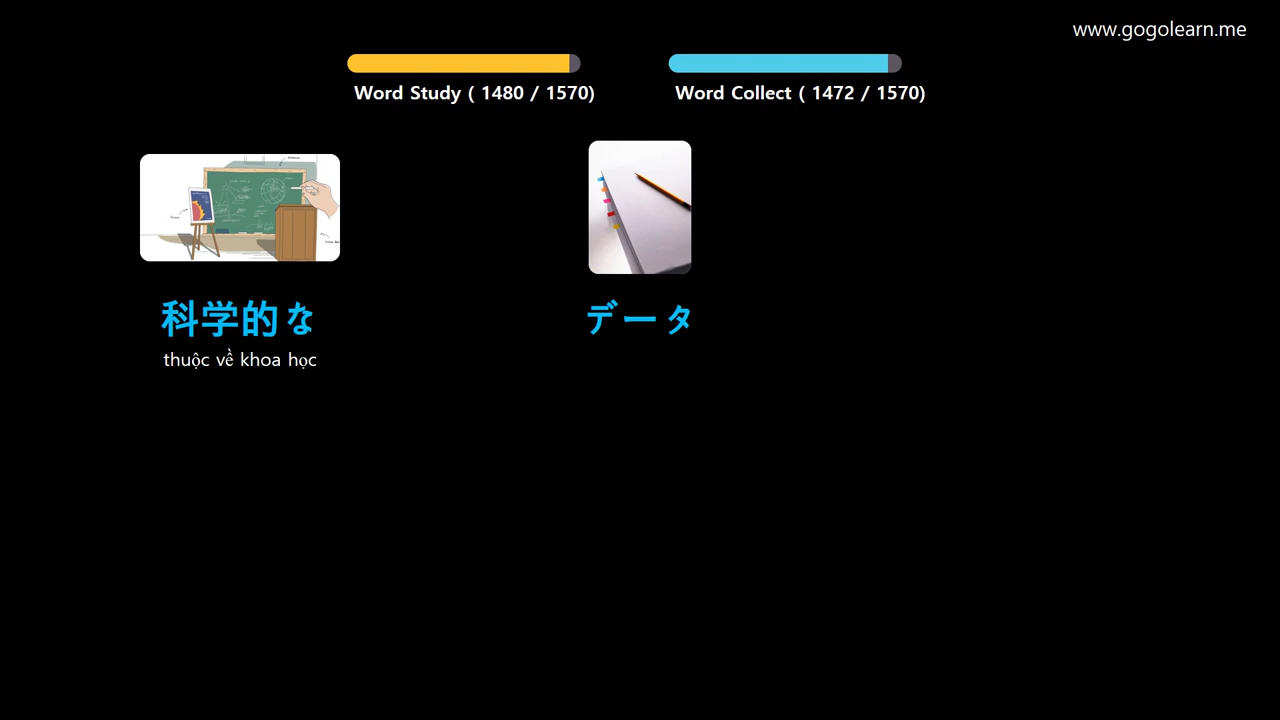 www.gogolearn.me
Word Study ( 1480 / 1570)
Word Collect ( 1472 / 1570)
科学的な
データ
thuộc về khoa học